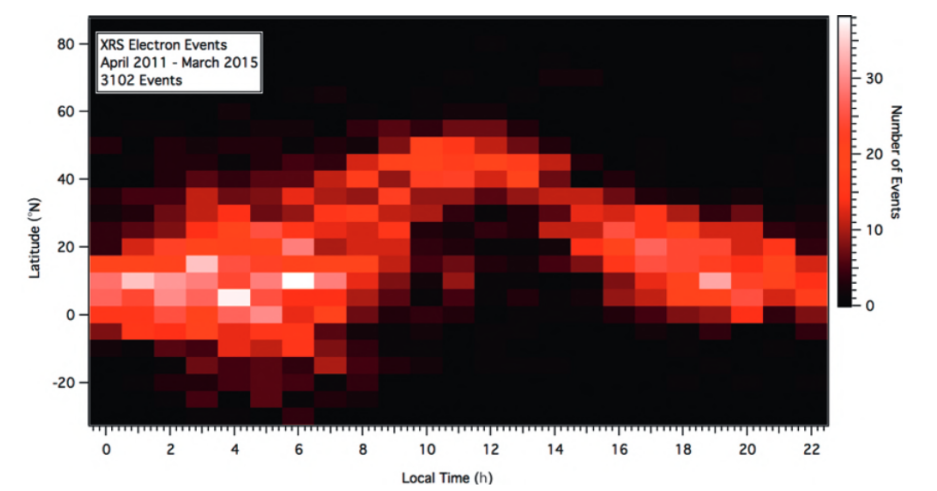 XRS Electron Events
April 2011 - March 2015
3102 Events
80
60
40
20
0
-20
Latitude (°N)
0 2 4 6 8 10 12 14 16 18 20 22
Local Time (h)
30
20
10
0
Number of Events